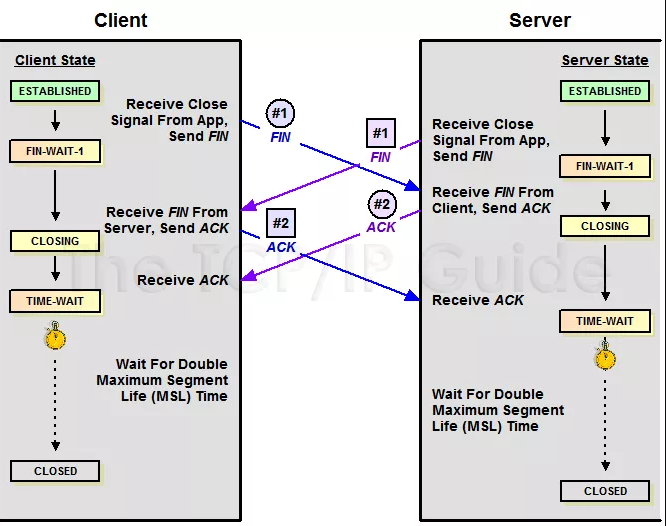 Client
Server
Client State
ESTABLISHED
Receive Close
Signal From App,
Send FIN
FIN-WAIT-1
Receive FIN From
Server, Send ACK
CLOSING
Receive ACK
TIME-WAIT
Wait For Double
Maximum Segment
Life (MSL) Time
CLOSED
#1
FIN
#1
FIN
#2
ACK
#2
ACK
Server State
ESTABLISHED
Receive Close
Signal From App,
Send FIN
FIN-WAIT-1
Receive FIN From
Client, Send ACK
CLOSING
Receive ACK
TIME-WAIT
Wait For Double
Maximum Segment
Life (MSL) Time
CLOSED
The TCP/IP Guide